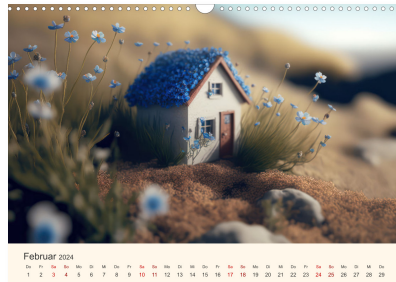 Februar 2024
Do Fr Sa So Mo Di Mi Do Fr Sa So Mo Di Mi Do Fr Sa So Mo Di Mi Do Fr Sa So Mo Di Mi Do
1 2 3 4 5 6 7 8 9 10 11 12 13 14 15 16 17 18 19 20 21 22 23 24 25 26 27 28 29